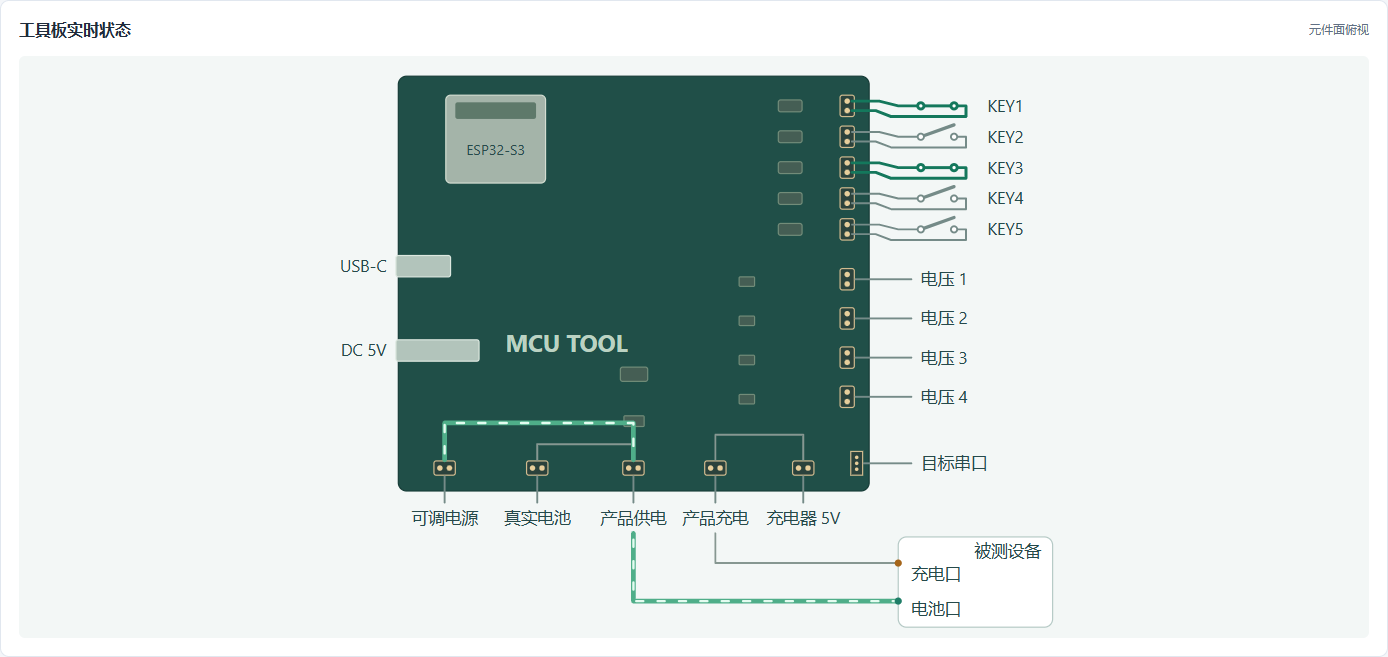 工具板实时状态
元件面俯视
ESP32-S3
KEY1
KEY2
KEY3
KEY4
KEY5
USB-C
电压 1
电压 2
DC 5V
MCU TOOL
电压 3
电压 4
目标串口
可调电源
真实电池
产品供电
产品充电
充电器 5V
被测设备
充电口
电池口